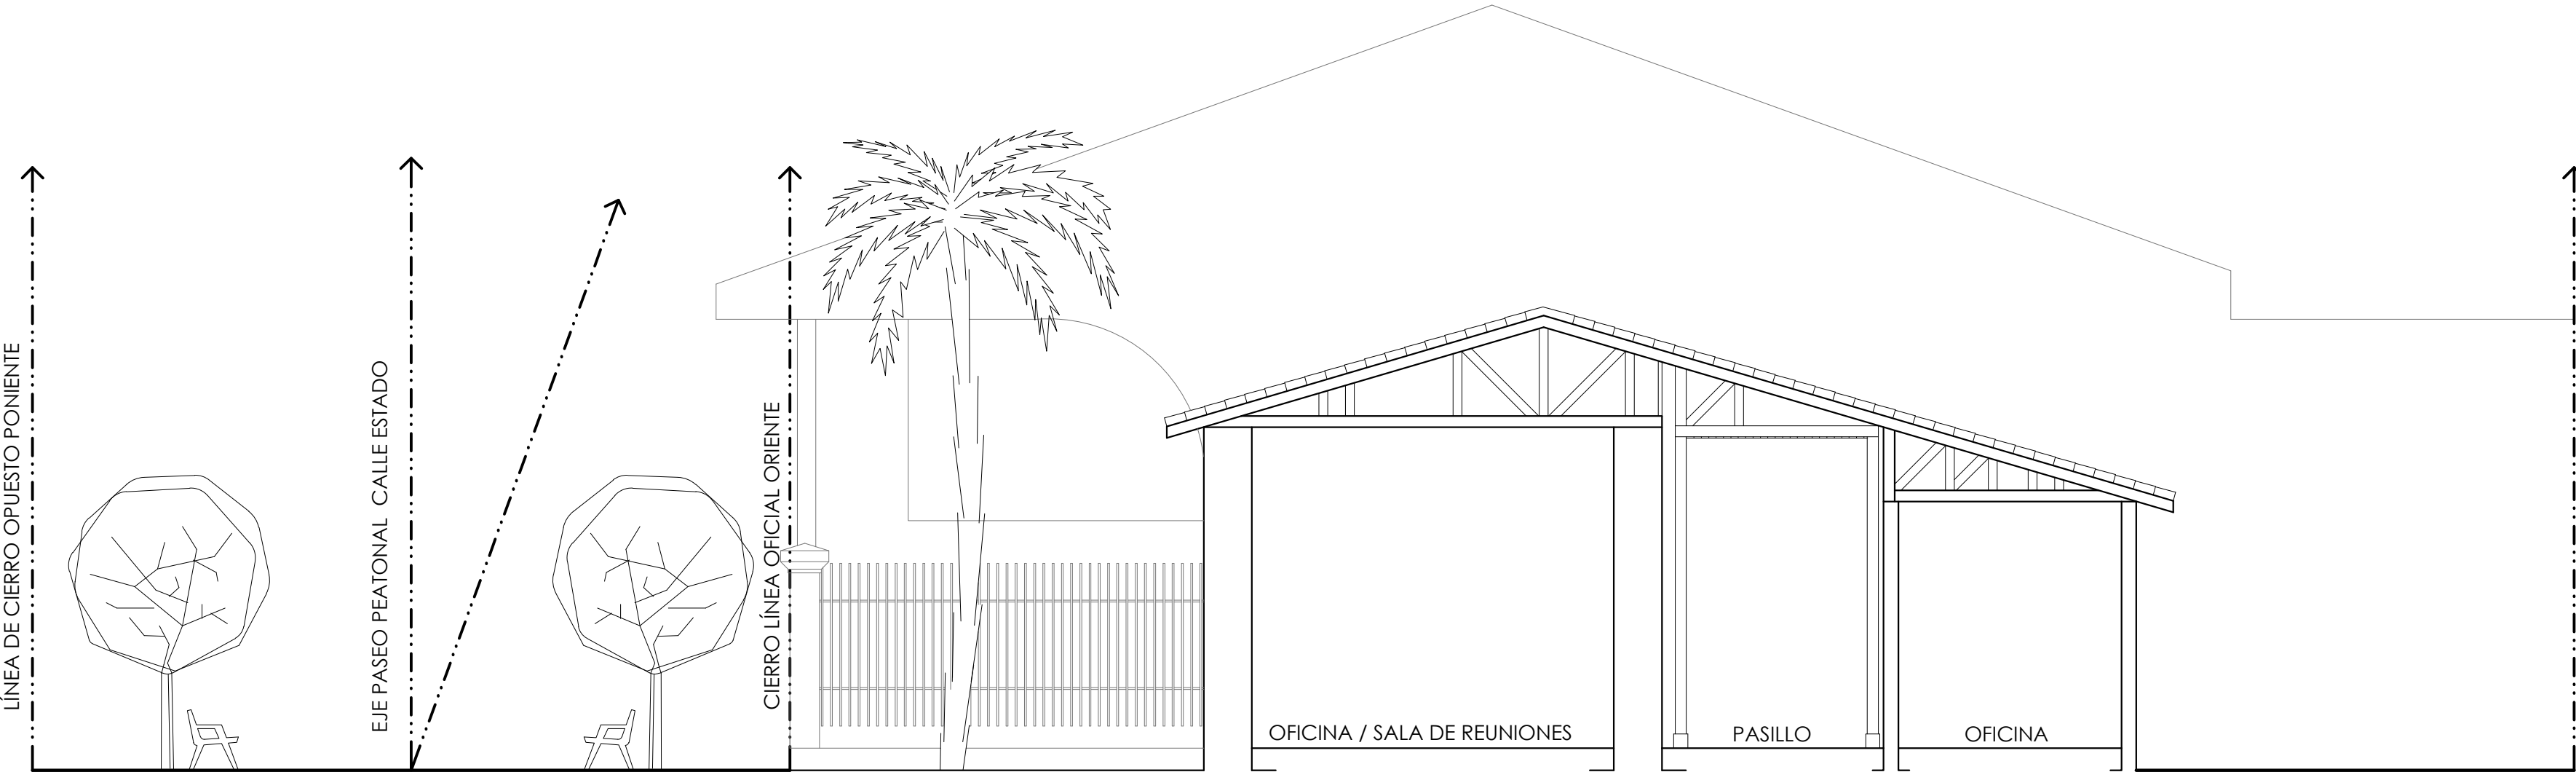 LÍNEA DE CIERRO OPUESTO PONIENTE
EJE PASEO PEATONAL CALLE ESTADO
CIERRO LÍNEA OFICIAL ORIENTE
OFICINA / SALA DE REUNIONES
PASILLO
OFICINA